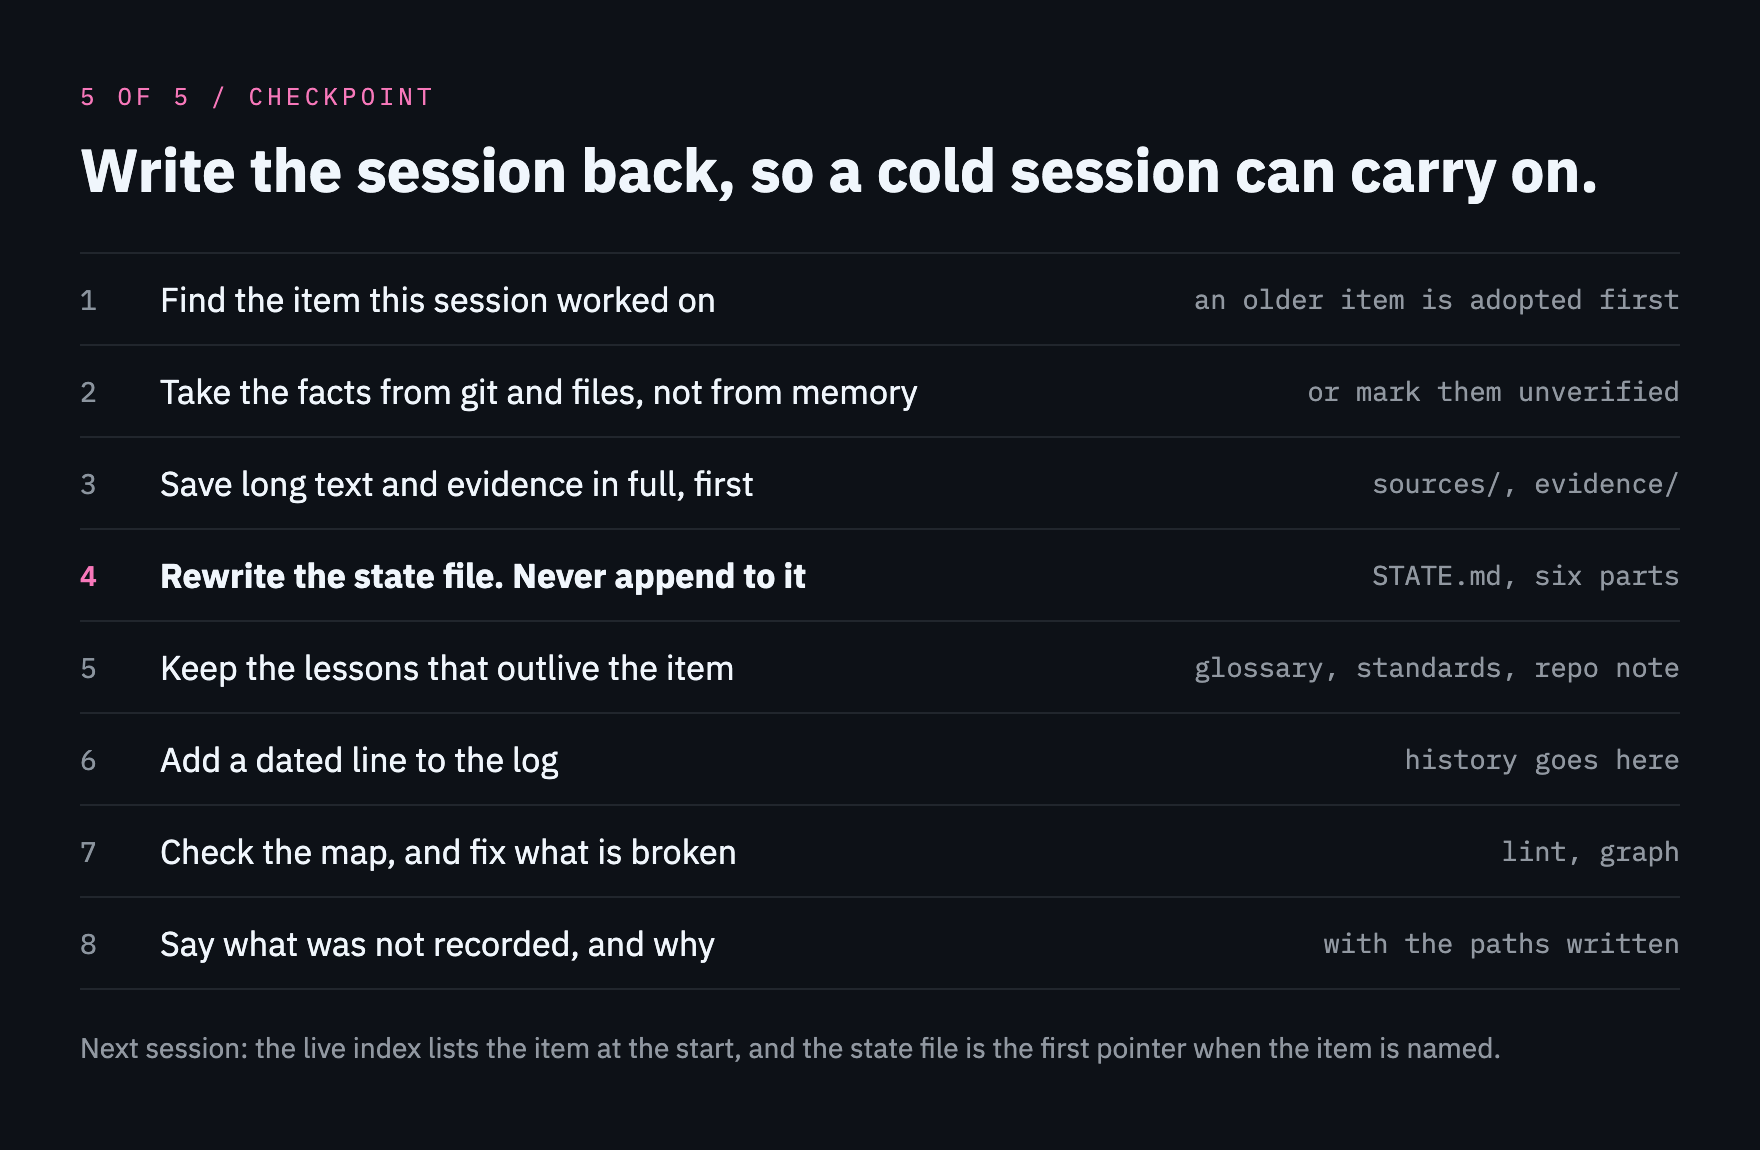 5 OF 5 / CHECKPOINT
Write the session back, so a cold session can carry on.
1 Find the item this session worked on an older item is adopted first
2 Take the facts from git and files, not from memory or mark them unverified
3 Save long text and evidence in full, first sources/, evidence/
4 Rewrite the state file. Never append to it STATE.md, six parts
5 Keep the lessons that outlive the item glossary, standards, repo note
6 Add a dated line to the log history goes here
7 Check the map, and fix what is broken lint, graph
8 Say what was not recorded, and why with the paths written
Next session: the live index lists the item at the start, and the state file is the first pointer when the item is named.